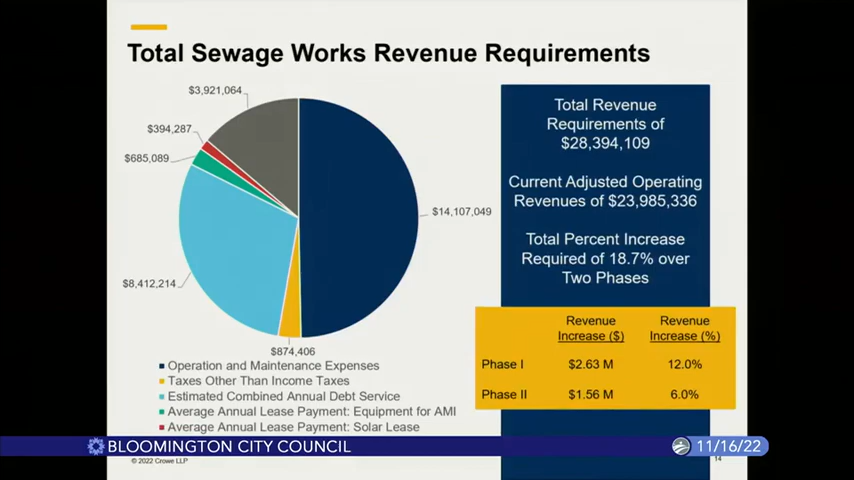 Total Sewage Works Revenue Requirements
$3,921,064
$394,287
$685,089
$14,107,049
$8,412,214
$874,406
Operation and Maintenance Expenses
Taxes Other Than Income Taxes
Estimated Combined Annual Debt Service
Average Annual Lease Payment: Equipment for AMI
Average Annual Lease Payment: Solar Lease
Total Revenue
Requirements of
$28,394,109
Current Adjusted Operating
Revenues of $23,985,336
Total Percent Increase
Required of 18.7% over
Two Phases
Revenue Revenue
Increase ($) Increase (%)
Phase I $2.63 M 12.0%
Phase II $1.56 M 6.0%
BLOOMINGTON CITY COUNCIL 11/16/22
© 2022 Crowe LLP 14